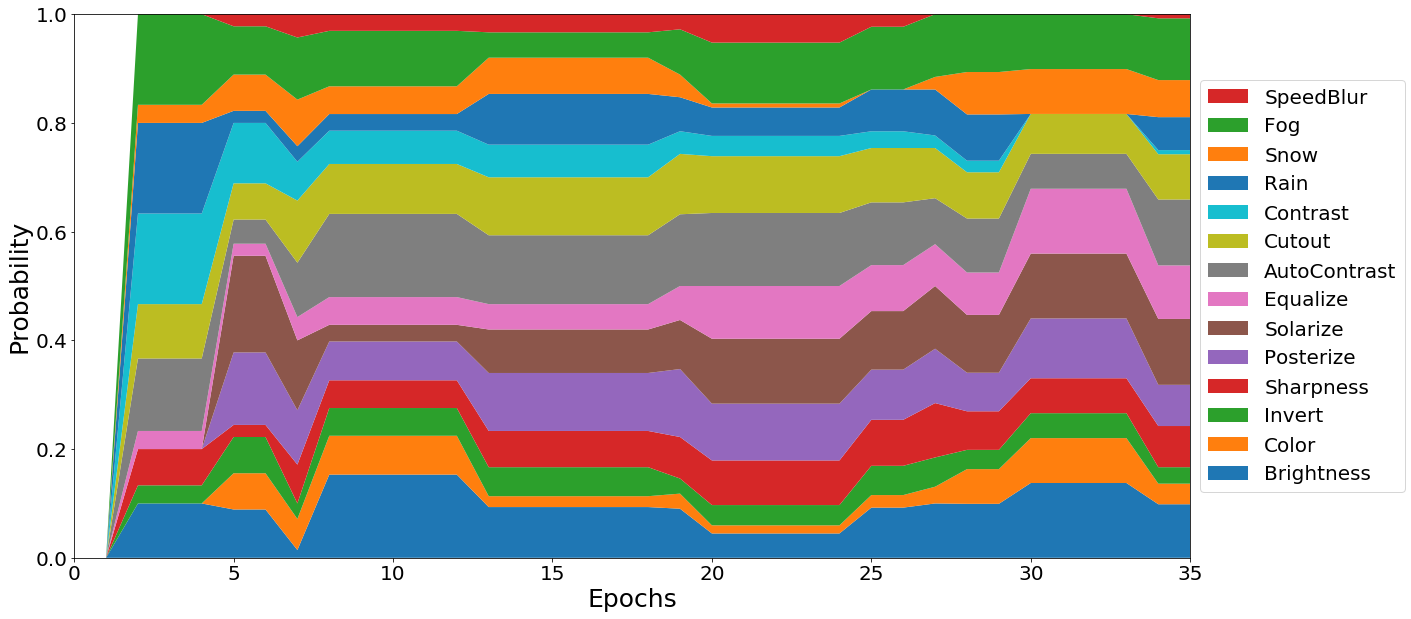 1.0
0.8
0.6
0.4
0.2
0.0
Probability
0 5 10 15 20 25 30 35
Epochs
SpeedBlur
Fog
Snow
Rain
Contrast
Cutout
AutoContrast
Equalize
Solarize
Posterize
Sharpness
Invert
Color
Brightness